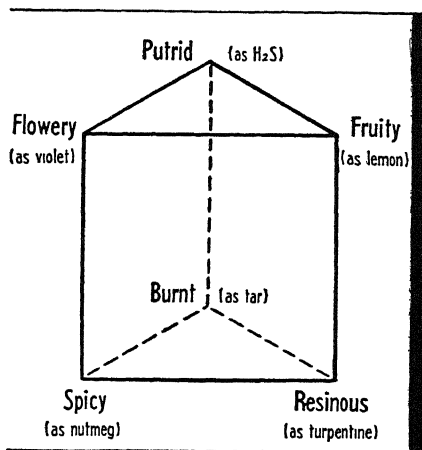 Putrid (as H₂S)
Flowery Fruity
(as violet) (as lemon)
Burnt (as tar)
Spicy Resinous
(as nutmeg) (as turpentine)